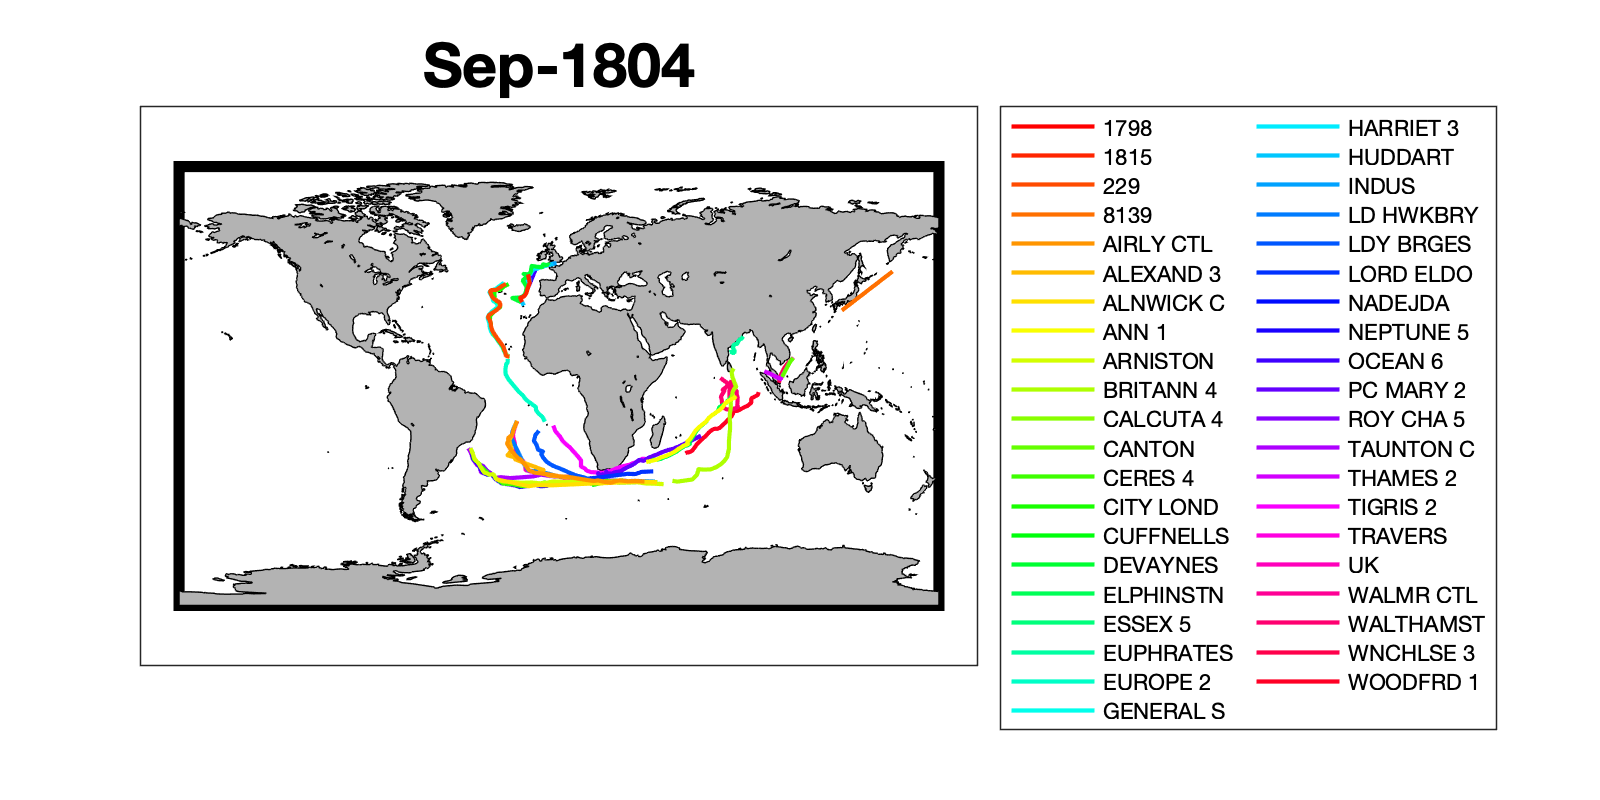 Sep-1804
1798
1815
229
8139
AIRLY CTL
ALEXAND 3
ALNWICK C
ANN 1
ARNISTON
BRITANN 4
CALCUTA 4
CANTON
CERES 4
CITY LOND
CUFFNELLS
DEVAYNES
ELPHINSTN
ESSEX 5
EUPHRATES
EUROPE 2
GENERAL S
HARRIET 3
HUDDART
INDUS
LD HWKBRY
LDY BRGES
LORD ELDO
NADEJDA
NEPTUNE 5
OCEAN 6
PC MARY 2
ROY CHA 5
TAUNTON C
THAMES 2
TIGRIS 2
TRAVERS
UK
WALMR CTL
WALTHAMST
WNCHLSE 3
WOODFRD 1